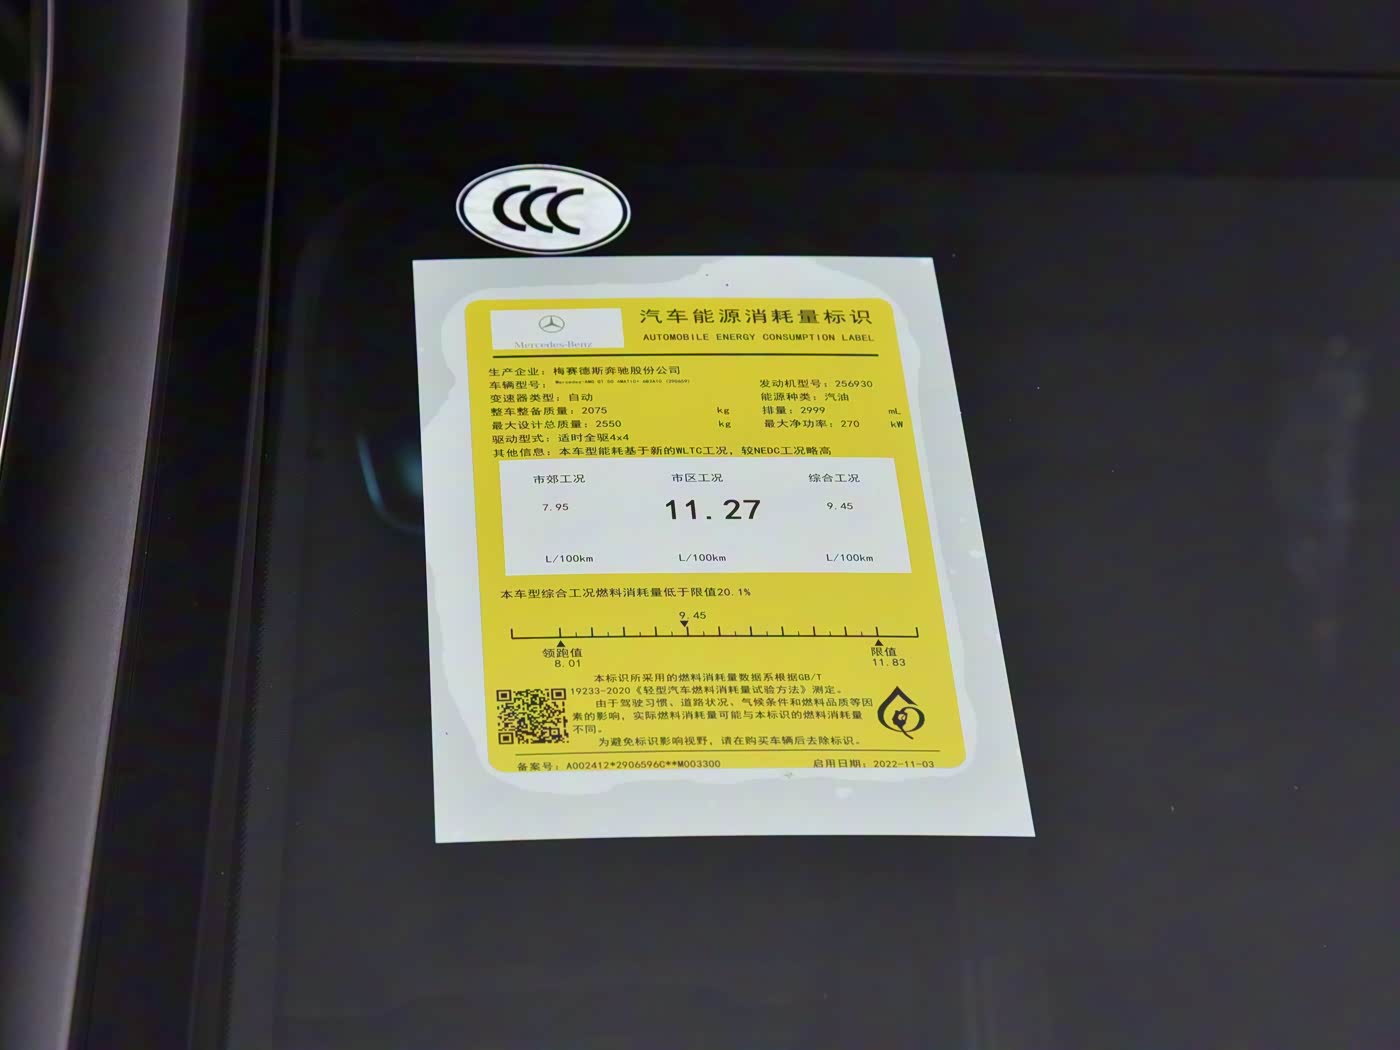 CCC
Mercedes-Benz
汽车能源消耗量标识
AUTOMOBILE ENERGY CONSUMPTION LABEL
生产企业：梅赛德斯奔驰股份公司
车辆型号：Mercedes-AMG GT 50 4MATIC+
发动机型号：256930
变速器类型：自动
能源种类：汽油
整车整备质量：2075 kg
排量：2999 mL
最大设计总质量：2550 kg
最大净功率：270 kW
驱动型式：适时全驱4x4
其他信息：本车型能耗基于新的WLTC工况，较NEDC工况略高
市郊工况 市区工况 综合工况
7.95 11.27 9.45
L/100km L/100km L/100km
本车型综合工况燃料消耗量低于限值20.1%
9.45
领跑值 限值
8.01 11.83
本标识所采用的燃料消耗量数据系根据GB/T
19233-2020《轻型汽车燃料消耗量试验方法》测定。
由于驾驶习惯、道路状况、气候条件和燃料品质等因
素的影响，实际燃料消耗量可能与本标识的燃料消耗量
不同。
为避免标识影响视野，请在购买车辆后去除标识。
备案号：A002412*2906596C**M003300 启用日期：2022-11-03